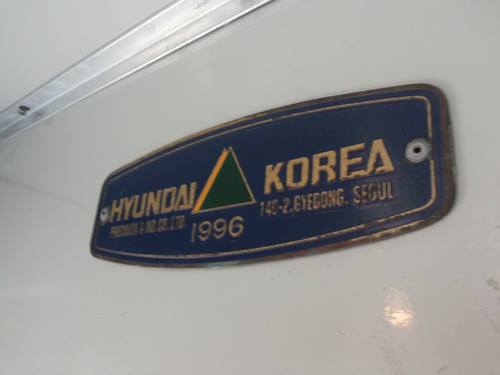 HYUNDAI
PRECISION & IND. CO., LTD.
1996
KOREA
140-2, GYEDONG, SEOUL